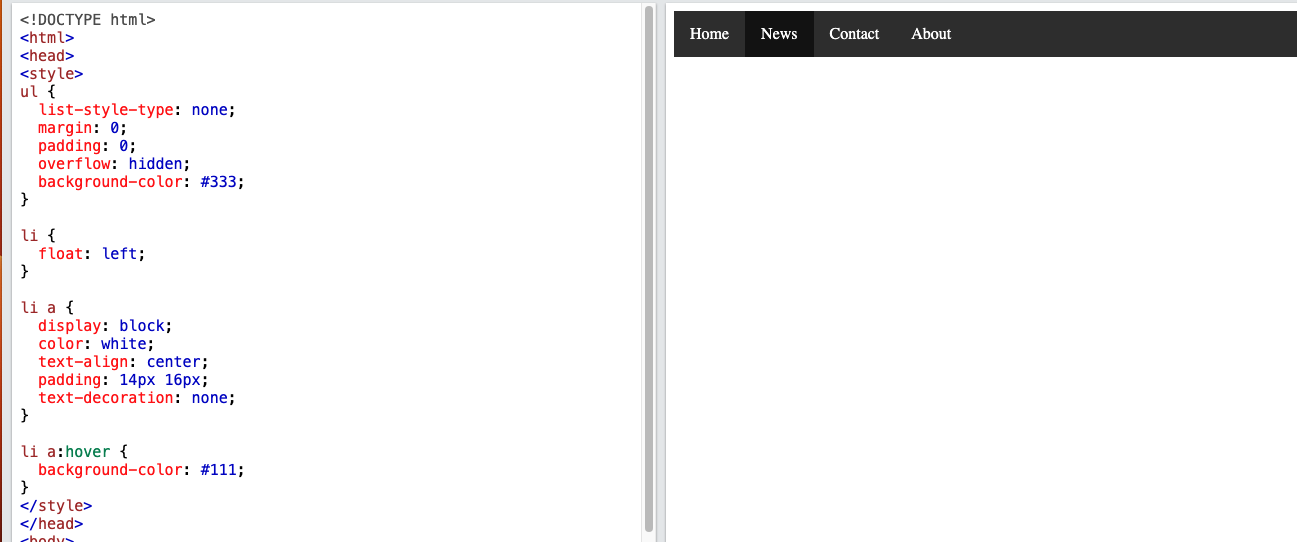 <!DOCTYPE html>
<html>
<head>
<style>
ul {
  list-style-type: none;
  margin: 0;
  padding: 0;
  overflow: hidden;
  background-color: #333;
}

li {
  float: left;
}

li a {
  display: block;
  color: white;
  text-align: center;
  padding: 14px 16px;
  text-decoration: none;
}

li a:hover {
  background-color: #111;
}
</style>
</head>
<body>
Home News Contact About